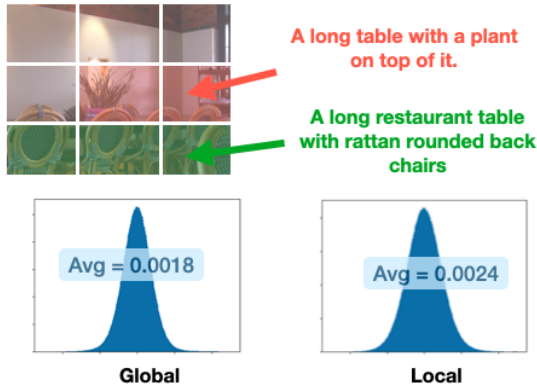 A long table with a plant
on top of it.
A long restaurant table
with rattan rounded back
chairs
Avg = 0.0018
Avg = 0.0024
Global
Local